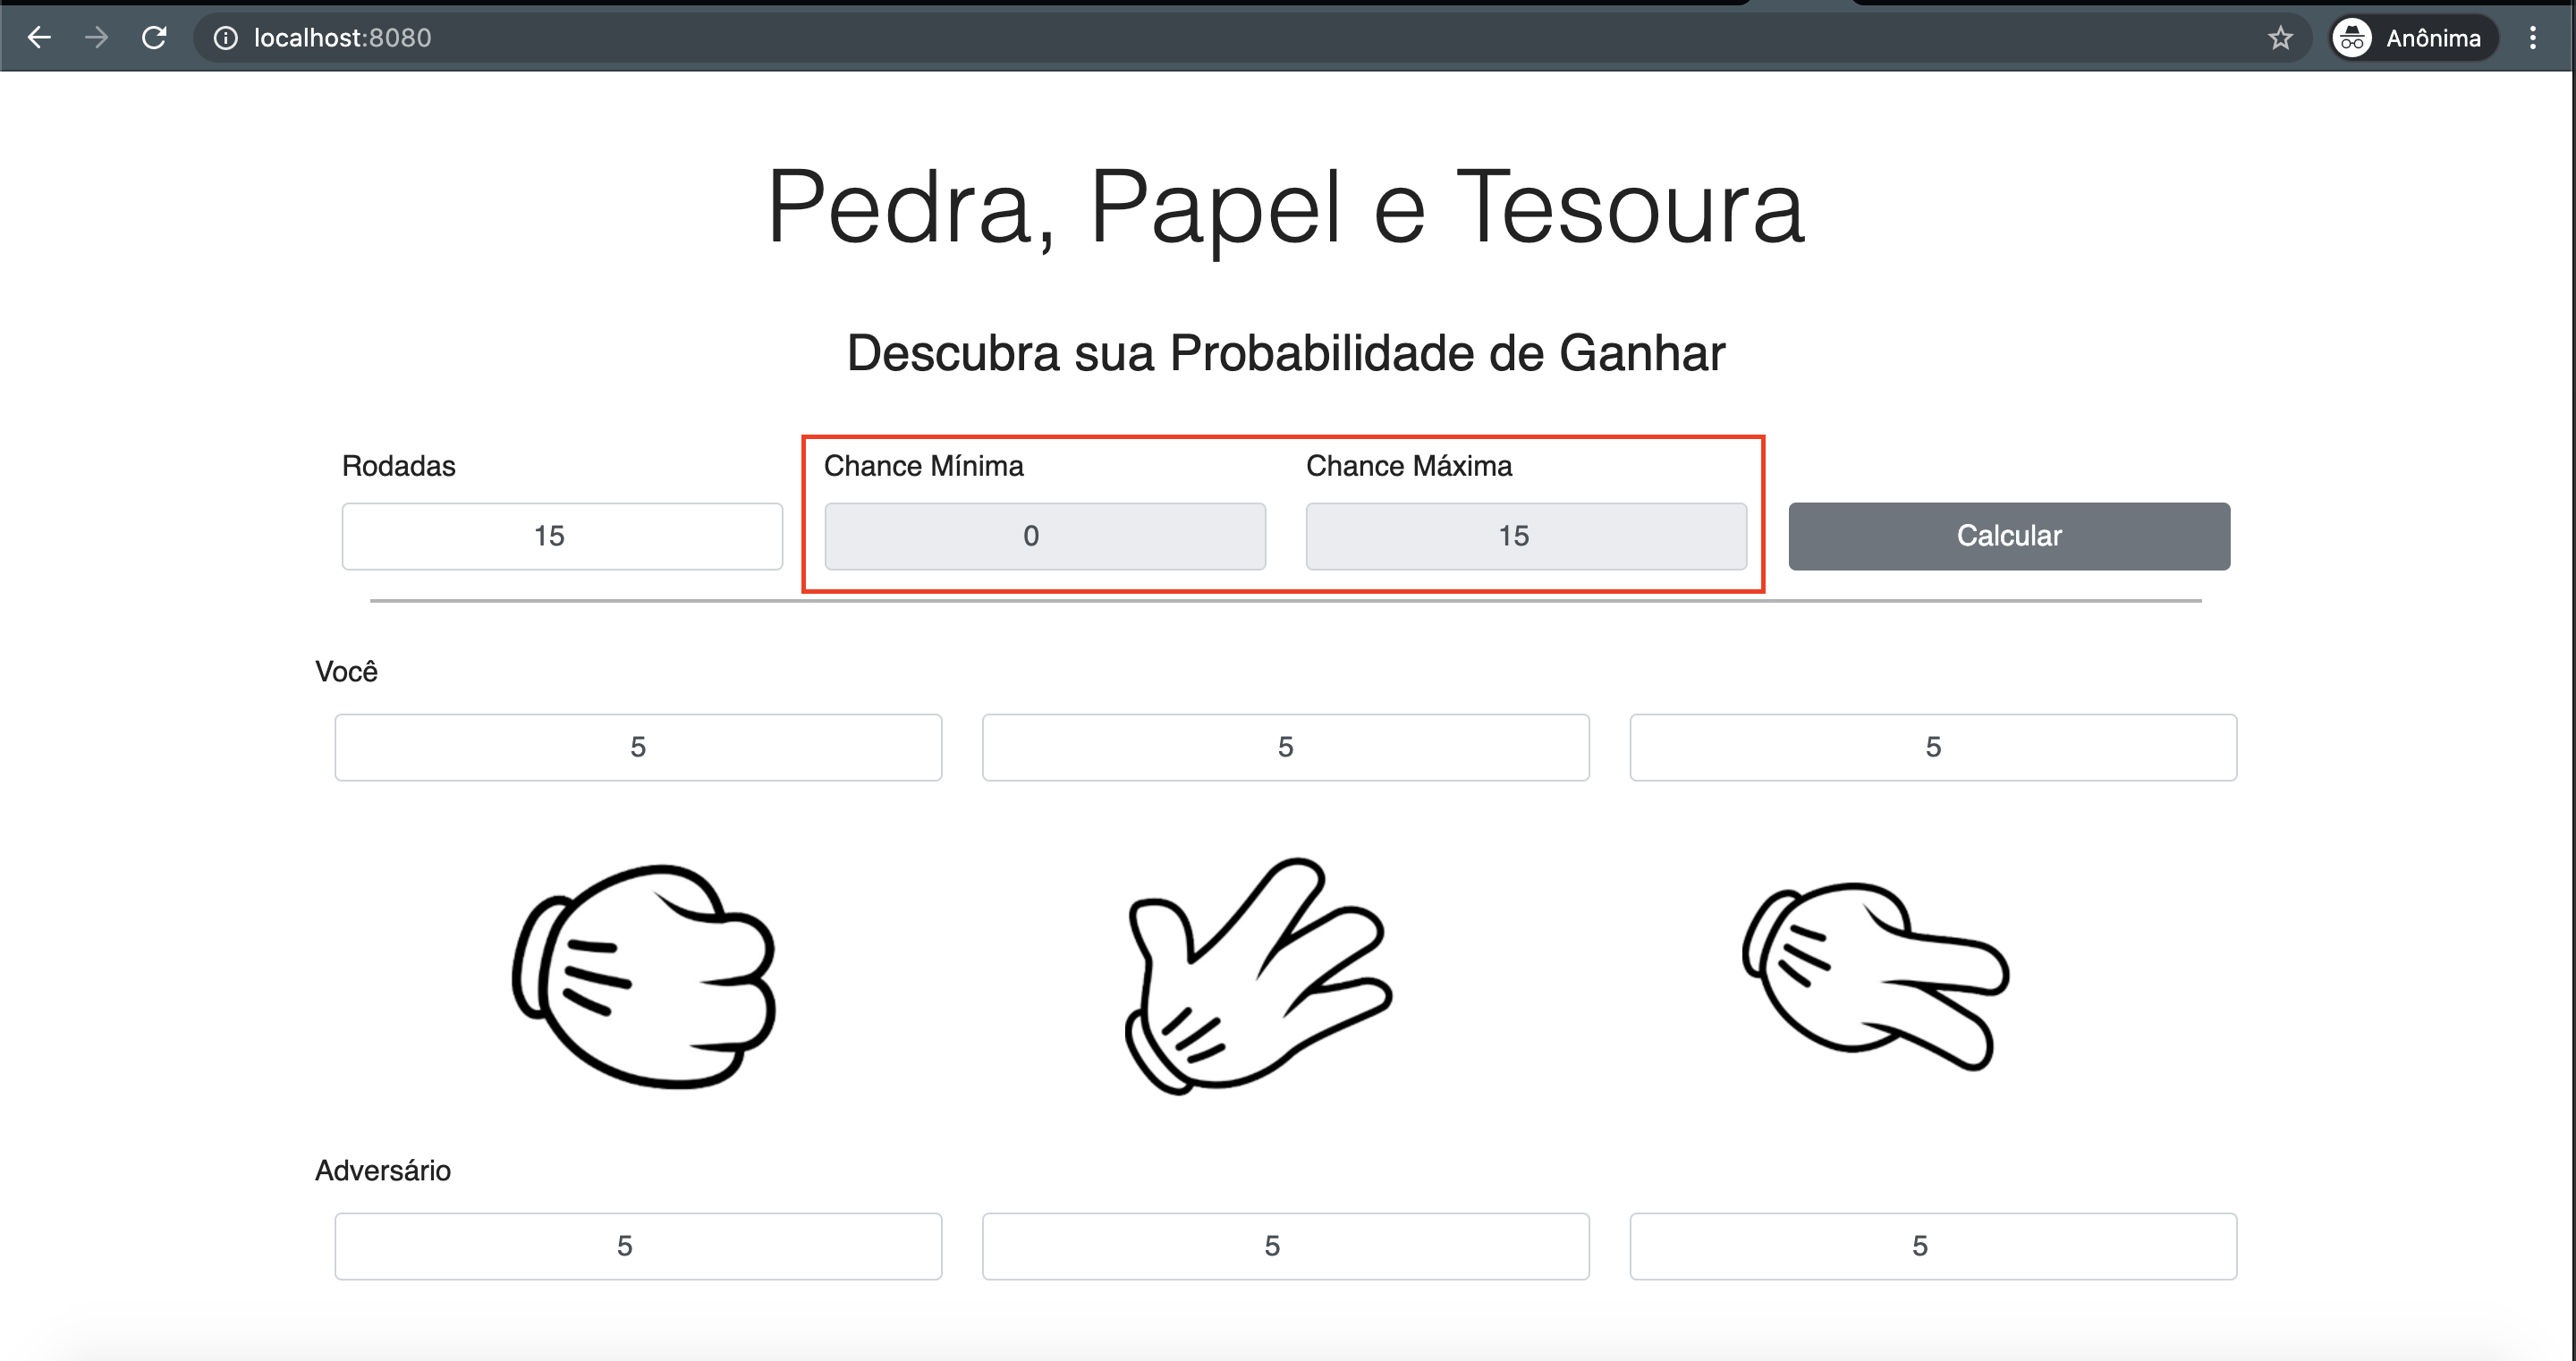 localhost:8080
Anônima
Pedra, Papel e Tesoura
Descubra sua Probabilidade de Ganhar
Rodadas Chance Mínima Chance Máxima
15 0 15 Calcular
Você
5 5 5
Adversário
5 5 5